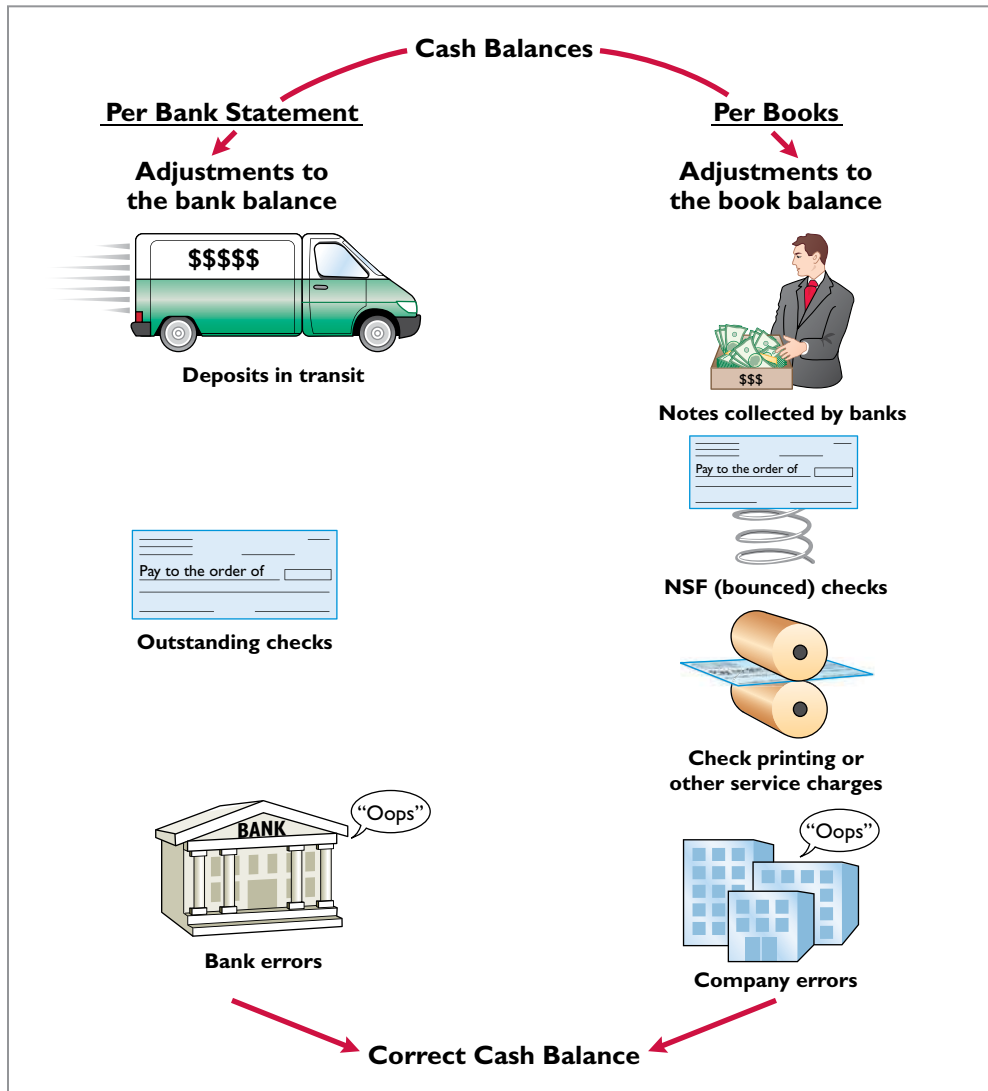 Cash Balances
Per Bank Statement
Adjustments to
the bank balance
$$$$$
Deposits in transit
Pay to the order of
Outstanding checks
BANK
“Oops”
Bank errors
Per Books
Adjustments to
the book balance
$$$
Notes collected by banks
Pay to the order of
NSF (bounced) checks
Check printing or
other service charges
“Oops”
Company errors
Correct Cash Balance